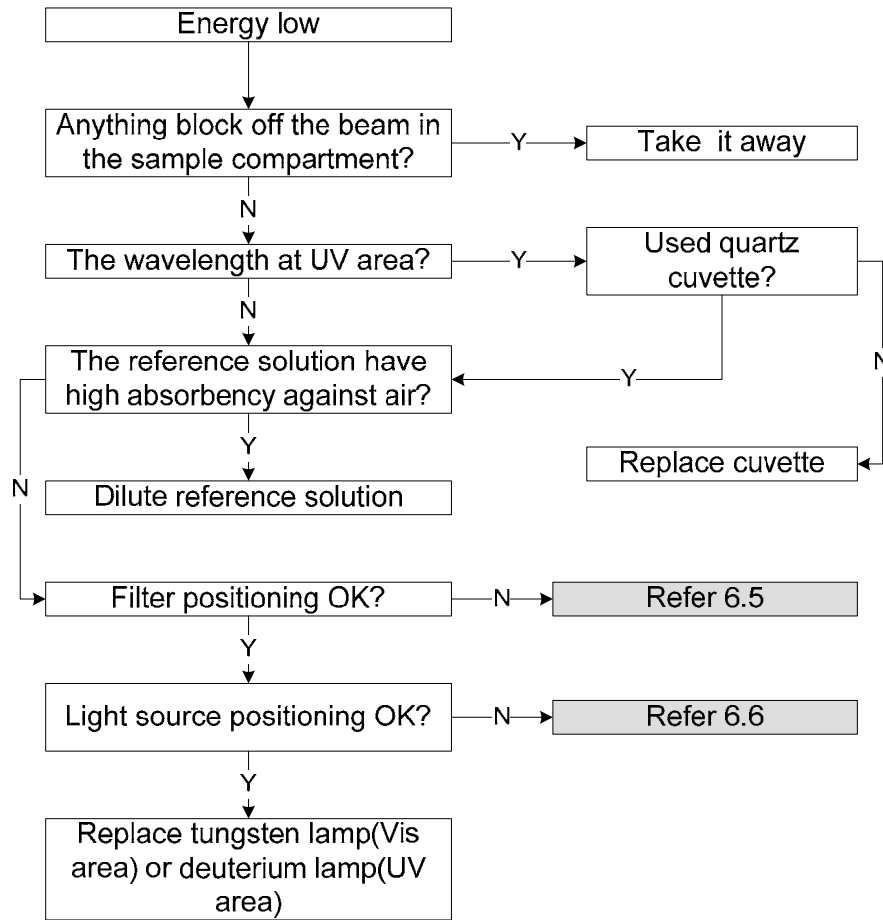 Energy low
Anything block off the beam in
the sample compartment?
Y
Take it away
N
The wavelength at UV area?
Y
Used quartz
cuvette?
N
N
The reference solution have
high absorbency against air?
Y
Y
Replace cuvette
N
Dilute reference solution
Filter positioning OK?
N
Refer 6.5
Y
Light source positioning OK?
N
Refer 6.6
Y
Replace tungsten lamp(Vis
area) or deuterium lamp(UV
area)